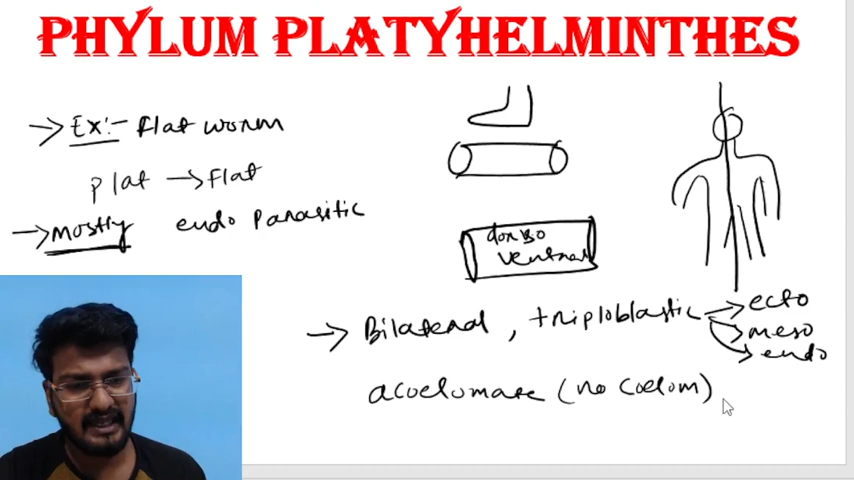 PHYLUM PLATYHELMINTHES
→ Ex:- Flat worm
plat → Flat
→ mostly endo parasitic
dorso
ventral
→ Bilateral, triploblastic → ecto
→ meso
→ endo
acoelomate (no coelom)